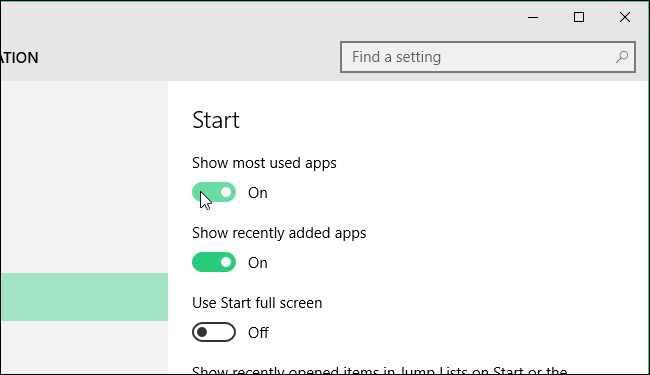 ATION
Find a setting
Start
Show most used apps
On
Show recently added apps
On
Use Start full screen
Off
Show recently opened items in Jump Lists on Start or the